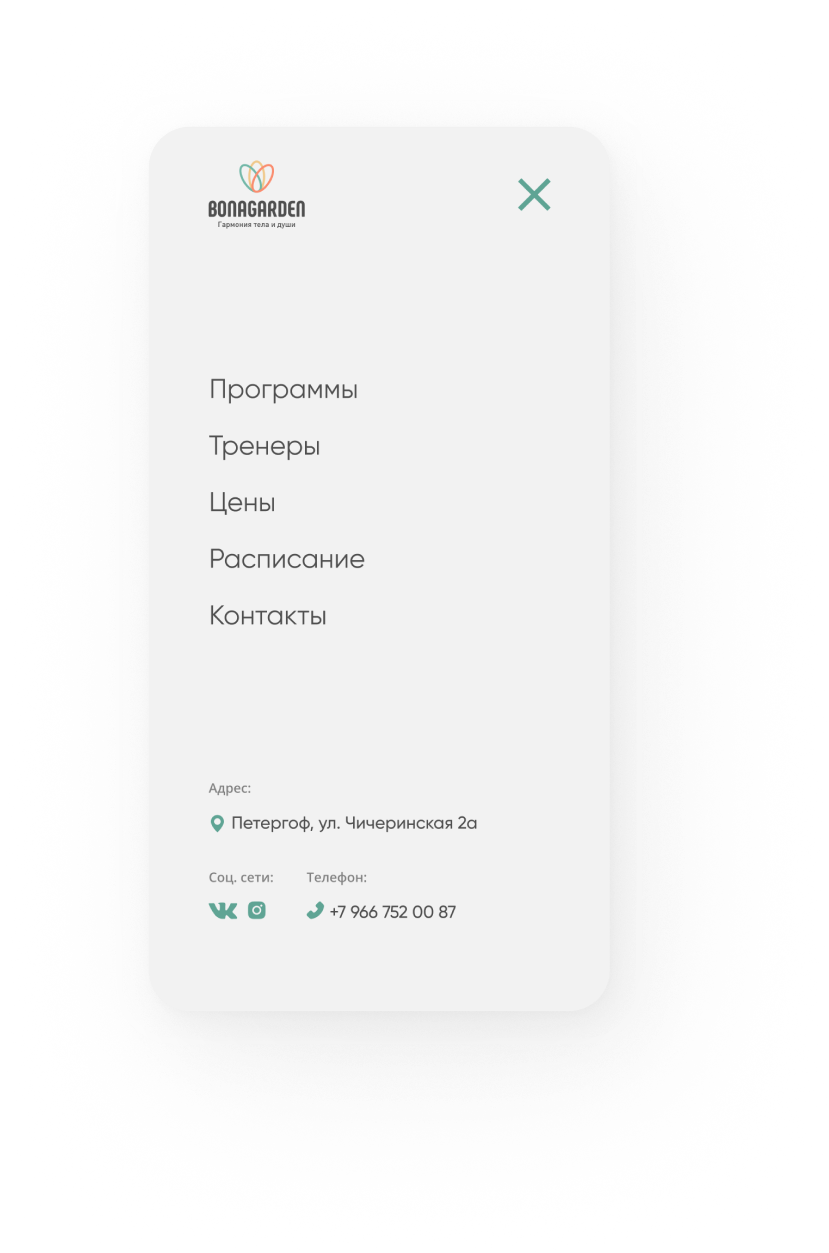 BONAGARDEN
Гармония тела и души
Программы
Тренеры
Цены
Расписание
Контакты
Адрес:
Петергоф, ул. Чичеринская 2а
Соц. сети: Телефон:
+7 966 752 00 87